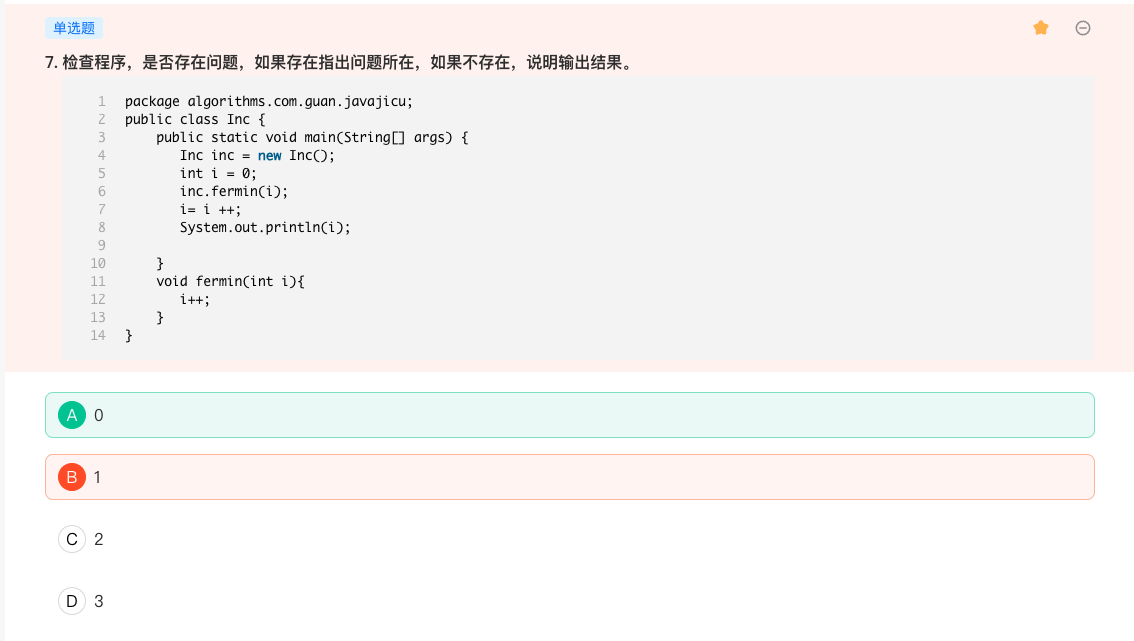 单选题
7. 检查程序，是否存在问题，如果存在指出问题所在，如果不存在，说明输出结果。
1 package algorithms.com.guan.javajicu;
2 public class Inc {
3     public static void main(String[] args) {
4        Inc inc = new Inc();
5        int i = 0;
6        inc.fermin(i);
7        i= i ++;
8        System.out.println(i);
9
10     }
11     void fermin(int i){
12        i++;
13     }
14 }
A 0
B 1
C 2
D 3